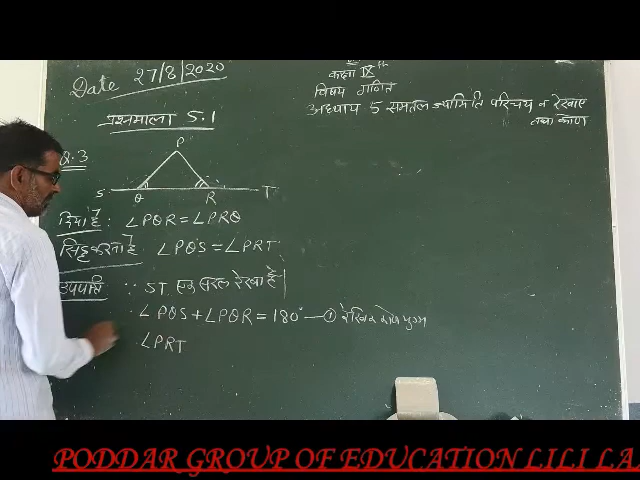 Date 27/8/2020
कक्षा IX th
विषय गणित
अध्याय 5 समतल ज्यामिति परिचय व रेखाए
तथा कोण
प्रश्नमाला 5.1
Q.3
P
S Q R T
दिया है: ∠PQR = ∠PRQ
सिद्ध करना है ∠PQS = ∠PRT
उपपत्ति ∵ ST एक सरल रेखा है
∠PQS + ∠PQR = 180° — ① रैखिक कोण युग्म
∠PRT
PODDAR GROUP OF EDUCATION LILI LA